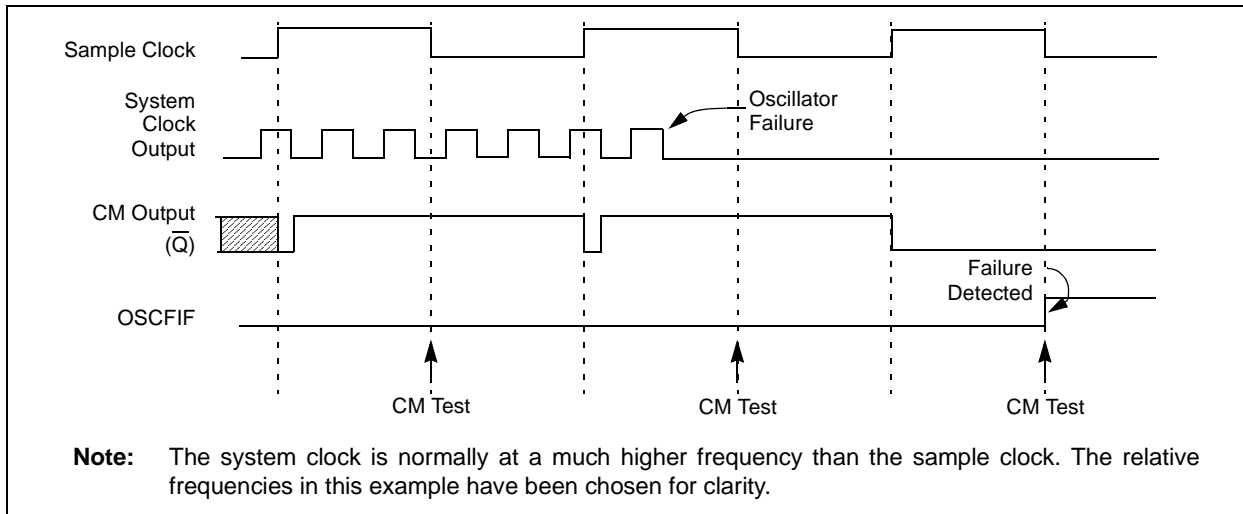 Sample Clock
System
Clock
Output
Oscillator
Failure
CM Output
(Q)
Failure
Detected
OSCFIF
CM Test
CM Test
CM Test
Note: The system clock is normally at a much higher frequency than the sample clock. The relative
frequencies in this example have been chosen for clarity.